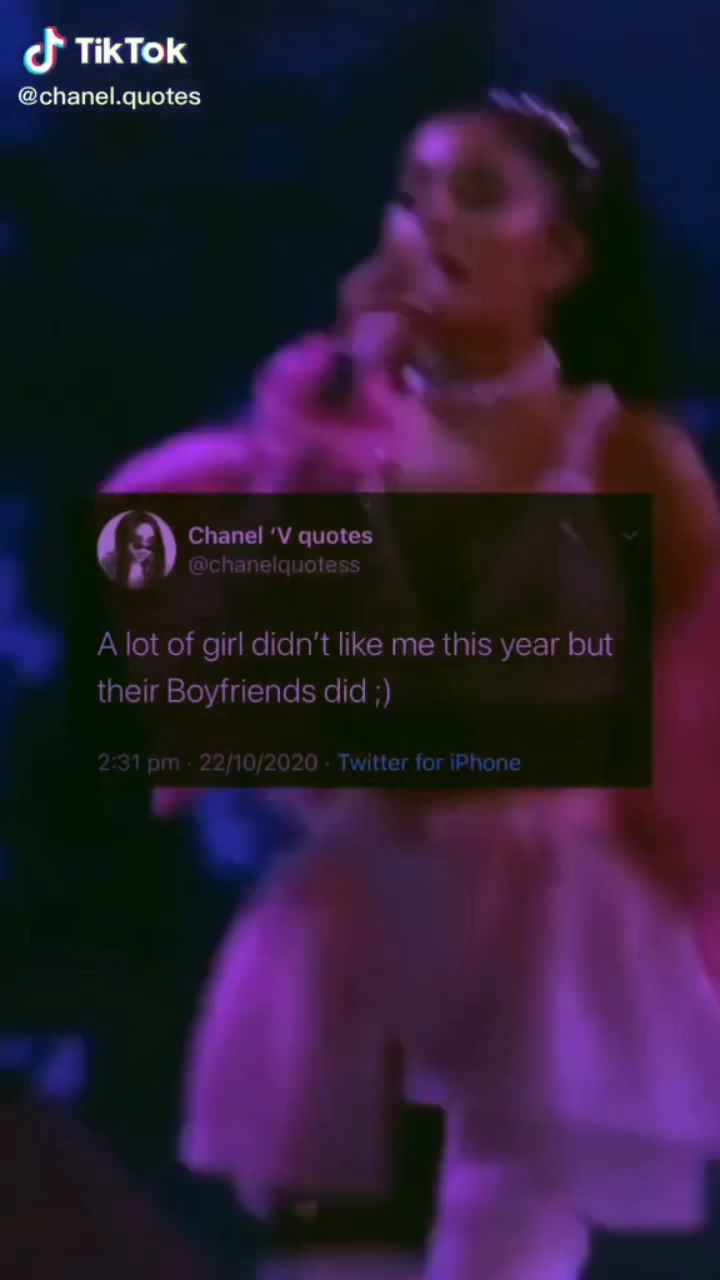 TikTok
@chanel.quotes
Chanel ‘V quotes
@chanelquotess
A lot of girl didn’t like me this year but
their Boyfriends did ;)
2:31 pm · 22/10/2020 · Twitter for iPhone